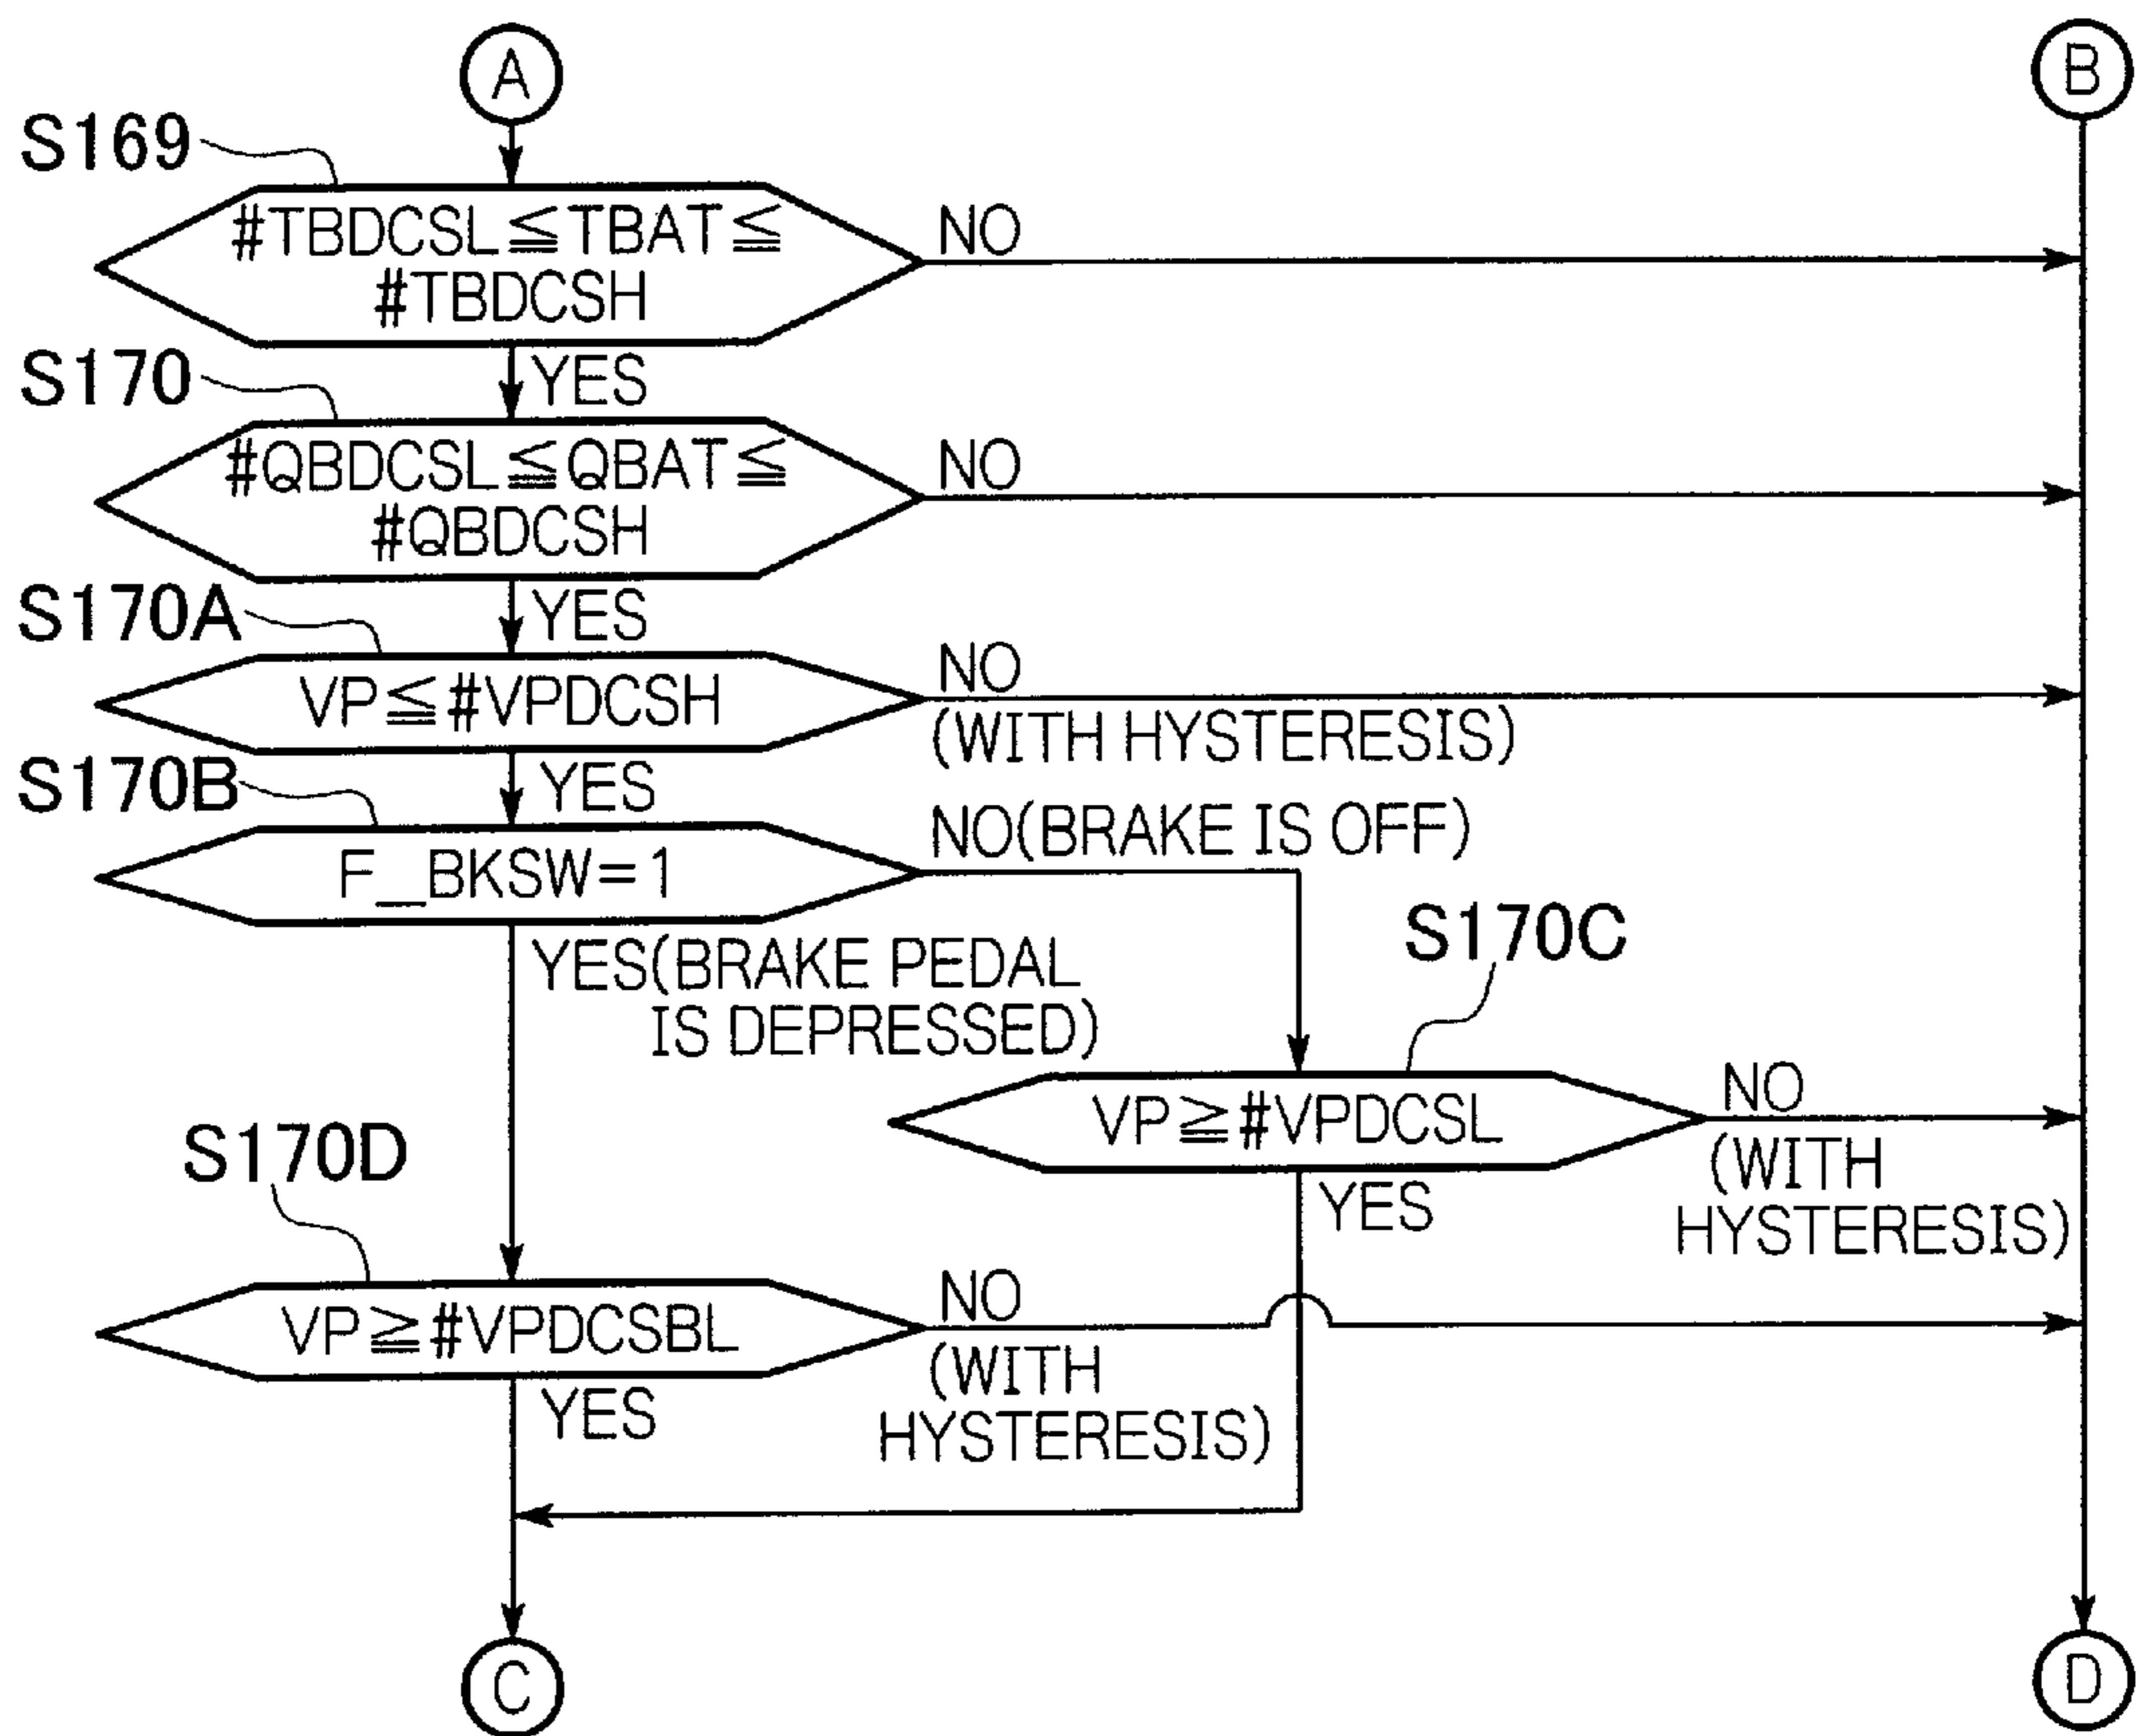 A
B
S169
#TBDCSL≦TBAT≦
#TBDCSH
NO
YES
S170
#QBDCSL≦QBAT≦
#QBDCSH
NO
YES
S170A
VP≦#VPDCSH
NO
(WITH HYSTERESIS)
YES
S170B
F_BKSW=1
NO(BRAKE IS OFF)
YES(BRAKE PEDAL
IS DEPRESSED)
S170C
VP≧#VPDCSL
NO
(WITH
HYSTERESIS)
YES
S170D
VP≧#VPDCSBL
NO
(WITH
HYSTERESIS)
YES
C
D